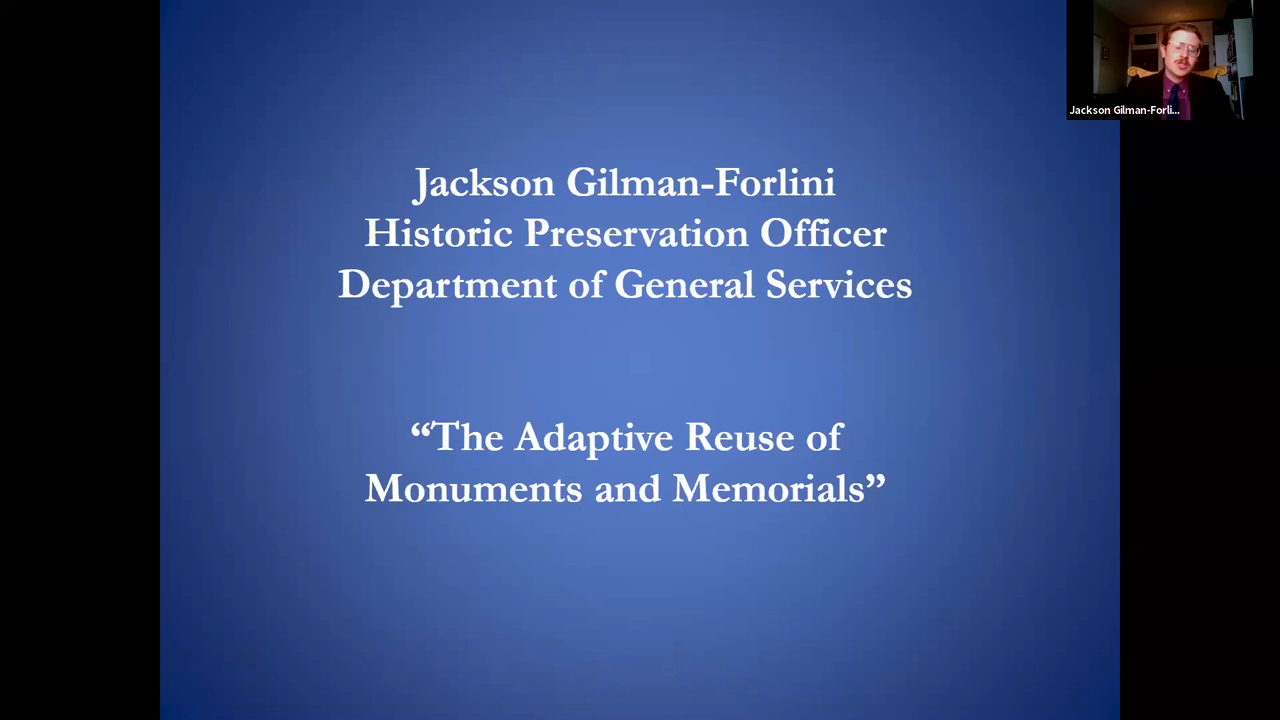 Jackson Gilman-Forlini
Historic Preservation Officer
Department of General Services
“The Adaptive Reuse of
Monuments and Memorials”
Jackson Gilman-Forli...